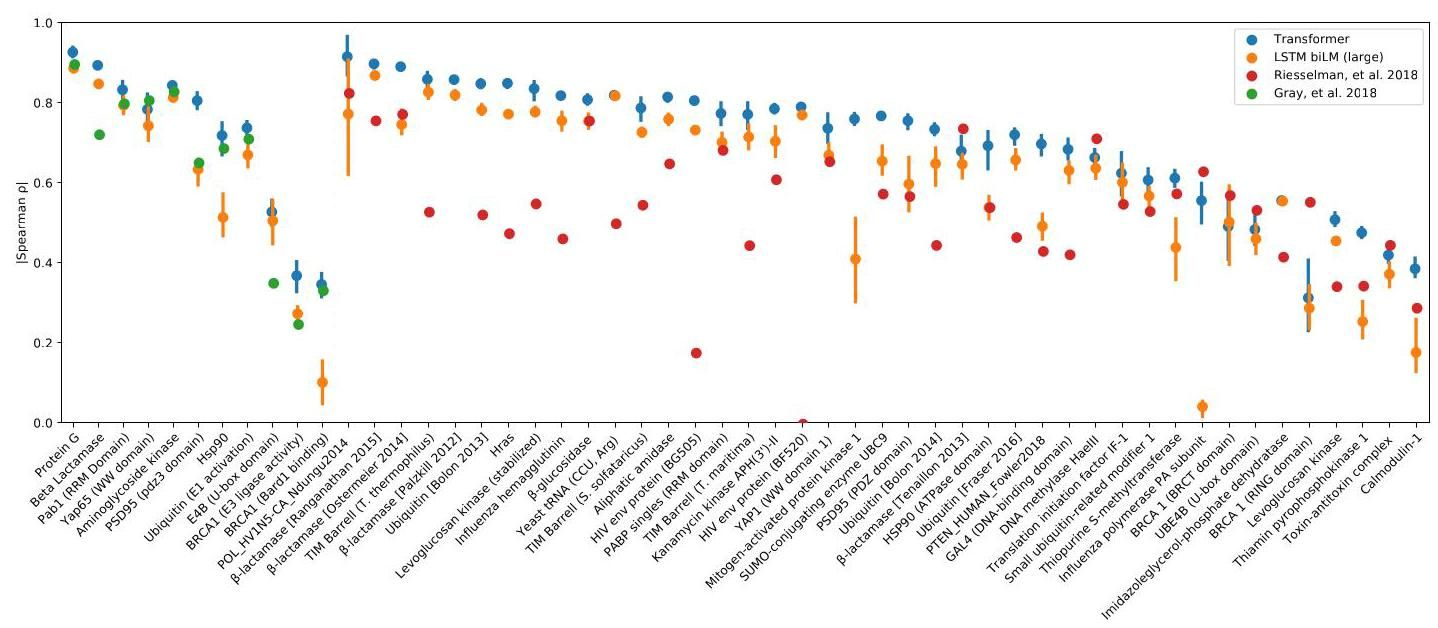 1.0
0.8
0.6
0.4
0.2
0.0
|Spearman ρ|
Transformer
LSTM biLM (large)
Riesselman, et al. 2018
Gray, et al. 2018
Protein G
Beta Lactamase
Pab1 (RRM Domain)
Yap65 (WW domain)
Aminoglycoside kinase
PSD95 (pdz3 domain)
Hsp90
Ubiquitin (E1 activation)
E4B (U-box domain)
BRCA1 (E3 ligase activity)
BRCA1 (Bard1 binding)
POL_HV1N5-CA_Ndungu2014
β-lactamase [Ranganathan 2015]
β-lactamase [Ostermeier 2014]
TIM Barrell (T. thermophilus)
β-lactamase [Palzkill 2012]
Ubiquitin [Bolon 2013]
Hras
Levoglucosan kinase (stabilized)
Influenza hemagglutinin
β-glucosidase
Yeast tRNA (CCU, Arg)
TIM Barrell (S. solfataricus)
Aliphatic amidase
HIV env protein (BG505)
PABP singles (RRM domain)
TIM Barrell (T. maritima)
Kanamycin kinase APH(3')-II
HIV env protein (BF520)
YAP1 (WW domain 1)
Mitogen-activated protein kinase 1
SUMO-conjugating enzyme UBC9
PSD95 (PDZ domain)
Ubiquitin [Bolon 2014]
β-lactamase [Tenaillon 2013]
HSP90 (ATPase domain)
Ubiquitin [Fraser 2016]
PTEN_HUMAN_Fowler2018
GAL4 (DNA-binding domain)
DNA methylase HaeIII
Translation initiation factor IF-1
Small ubiquitin-related modifier 1
Thiopurine S-methyltransferase
Influenza polymerase PA subunit
BRCA 1 (BRCT domain)
UBE4B (U-box domain)
Imidazoleglycerol-phosphate dehydratase
BRCA 1 (RING domain)
Levoglucosan kinase
Thiamin pyrophosphokinase 1
Toxin-antitoxin complex
Calmodulin-1